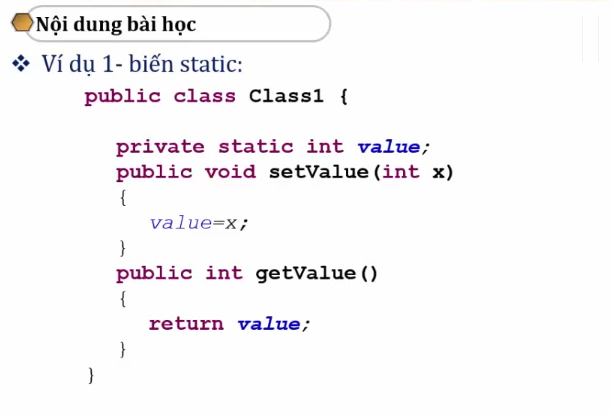 Nội dung bài học
❖ Ví dụ 1- biến static:
public class Class1 {
private static int value;
public void setValue(int x)
{
value=x;
}
public int getValue()
{
return value;
}
}